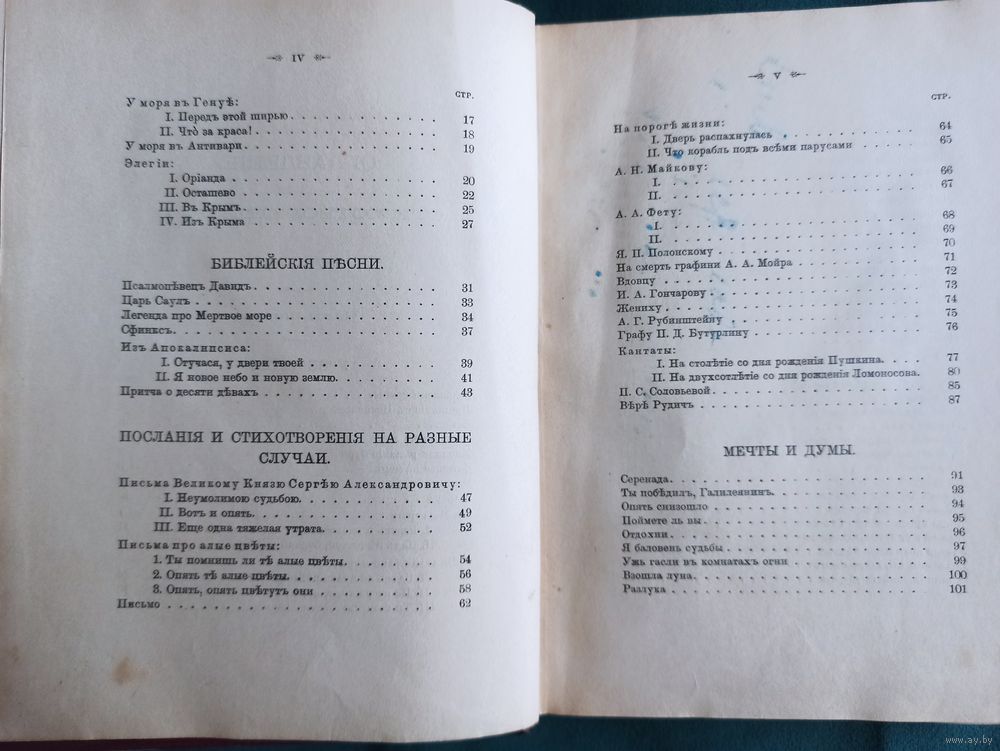 IV
СТР.
У моря въ Генуѣ:
I. Передъ этой ширью. 17
II. Что за краса! 18
У моря въ Антивари. 19
Элегіи:
I. Оріанда 20
II. Осташево 22
III. Въ Крымъ. 25
IV. Изъ Крыма 27
БИБЛЕЙСКІЯ ПѢСНИ.
Псалмопѣвецъ Давидъ. 31
Царь Саулъ 33
Легенда про Мертвое море 34
Сфинксъ. 37
Изъ Апокалипсиса:
I. Стучася, у двери твоей 39
II. Я новое небо и новую землю. 41
Притча о десяти дѣвахъ 43
ПОСЛАНІЯ И СТИХОТВОРЕНІЯ НА РАЗНЫЕ
СЛУЧАИ.
Письма Великому Князю Сергѣю Александровичу:
I. Неумолимою судьбою. 47
II. Вотъ и опять. 49
III. Еще одна тяжелая утрата. 52
Письма про алые цвѣты:
1. Ты помнишь ли тѣ алые цвѣты. 54
2. Опять тѣ алые цвѣты. 56
3. Опять, опять цвѣтутъ они 58
Письмо 62
V
СТР.
На порогѣ жизни:
I. Дверь распахнулась 64
II. Что корабль подъ всѣми парусами 65
А. Н. Майкову:
I. 66
II. 67
А. А. Фету:
I. 68
II. 69
Я. П. Полонскому 70
На смерть графини А. А. Мойра 71
Вдовцу 72
И. А. Гончарову 73
Жениху 74
А. Г. Рубинштейну 75
Графу П. Д. Бутурлину 76
Кантаты:
I. На столѣтіе со дня рожденія Пушкина. 77
II. На двухсотлѣтіе со дня рожденія Ломоносова. 80
П. С. Соловьевой 85
Вѣрѣ Рудичъ 87
МЕЧТЫ И ДУМЫ.
Серенада. 91
Ты побѣдилъ, Галилеянинъ. 93
Опять снизошло 94
Поймете ль вы 95
Отдохни 96
Я баловень судьбы 97
Ужъ гасли въ комнатахъ огни 99
Взошла луна. 100
Разлука 101
www.ay.by